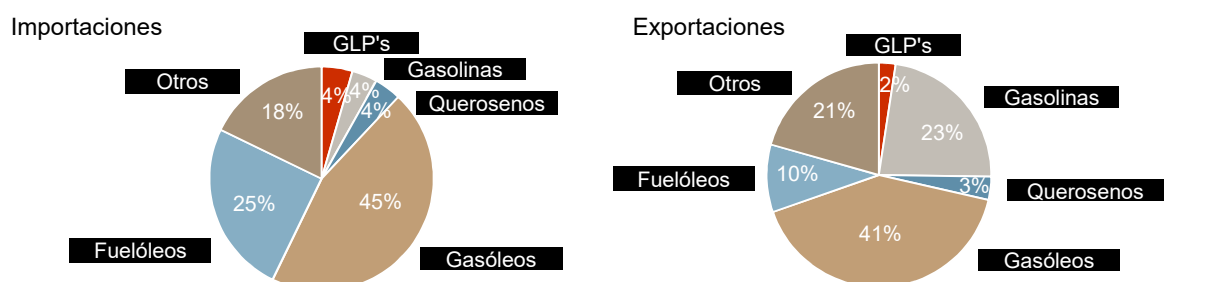 Importaciones
GLP's
Gasolinas
Querosenos
Otros
4%
4%
4%
18%
25%
45%
Fuelóleos
Gasóleos
Exportaciones
GLP's
Otros
Gasolinas
2%
21%
23%
Fuelóleos
10%
3%
Querosenos
41%
Gasóleos